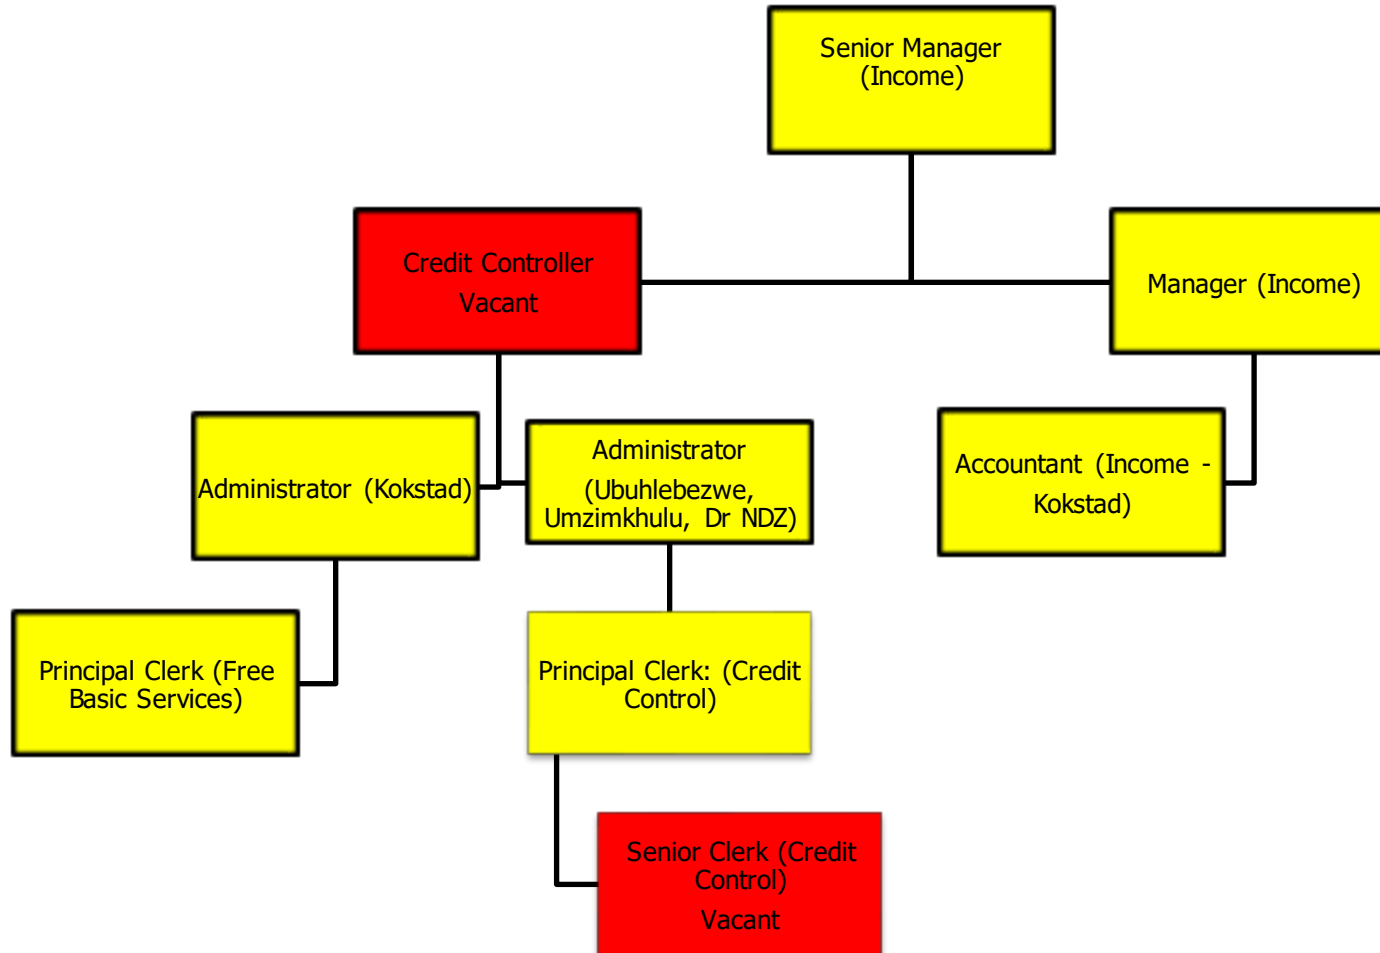 Senior Manager
(Income)
Credit Controller
Vacant
Manager (Income)
Administrator (Kokstad)
Administrator
(Ubuhlebezwe,
Umzimkhulu, Dr NDZ)
Accountant (Income -
Kokstad)
Principal Clerk (Free
Basic Services)
Principal Clerk: (Credit
Control)
Senior Clerk (Credit
Control)
Vacant